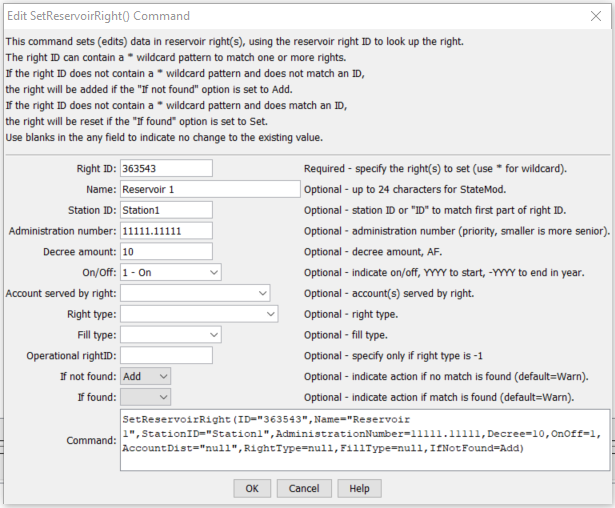 Edit SetReservoirRight() Command
This command sets (edits) data in reservoir right(s), using the reservoir right ID to look up the right.
The right ID can contain a * wildcard pattern to match one or more rights.
If the right ID does not contain a * wildcard pattern and does not match an ID,
the right will be added if the "If not found" option is set to Add.
If the right ID does not contain a * wildcard pattern and does match an ID,
the right will be reset if the "If found" option is set to Set.
Use blanks in the any field to indicate no change to the existing value.
Right ID: 363543 Required - specify the right(s) to set (use * for wildcard).
Name: Reservoir 1 Optional - up to 24 characters for StateMod.
Station ID: Station1 Optional - station ID or "ID" to match first part of right ID.
Administration number: 11111.11111 Optional - administration number (priority, smaller is more senior).
Decree amount: 10 Optional - decree amount, AF.
On/Off: 1 - On Optional - indicate on/off, YYYY to start, -YYYY to end in year.
Account served by right: Optional - account(s) served by right.
Right type: Optional - right type.
Fill type: Optional - fill type.
Operational rightID: Optional - specify only if right type is -1
If not found: Add Optional - indicate action if no match is found (default=Warn).
If found: Optional - indicate action if match is found (default=Warn).
Command: SetReservoirRight(ID="363543",Name="Reservoir
1",StationID="Station1",AdministrationNumber=11111.11111,Decree=10,OnOff=1,
AccountDist="null",RightType=null,FillType=null,IfNotFound=Add)
OK Cancel Help